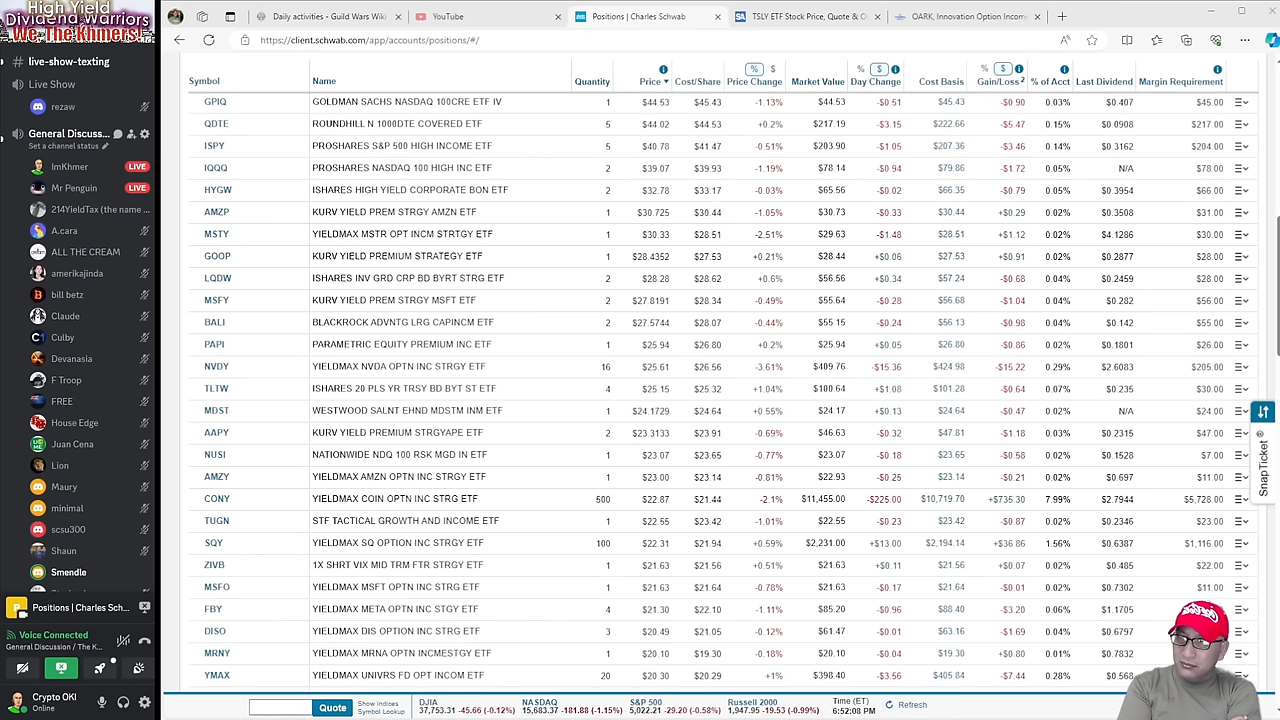 High Yield
Dividend Warriors
We The Khmers!
# live-show-texting
Live Show
rezaw
General Discuss...
Set a channel status
ImKhmer LIVE
Mr Penguin LIVE
214YieldTax (the name ...
A.cara
ALL THE CREAM
amerikajinda
bill betz
Claude
Culby
Devanasia
F Troop
FREE
House Edge
Juan Cena
Lion
Maury
minimal
scsu300
Shaun
Smendle
Positions | Charles Sch...
Voice Connected
General Discussion / The K...
Crypto OKI
Online
Daily activities - Guild Wars Wiki
YouTube
Positions | Charles Schwab
TSLY ETF Stock Price, Quote & O
OARK, Innovation Option Incom
https://client.schwab.com/app/accounts/positions/#/
Symbol Name Quantity Price Cost/Share % $ Price Change Market Value % $ Day Change Cost Basis % $ Gain/Loss 2 % of Acct Last Dividend Margin Requirement
GPIQ GOLDMAN SACHS NASDAQ 100CRE ETF IV 1 $44.53 $45.43 -1.13% $44.53 -$0.51 $45.43 -$0.90 0.03% $0.407 $45.00
QDTE ROUNDHILL N 1000DTE COVERED ETF 5 $44.02 $44.53 +0.2% $217.19 -$3.15 $222.66 -$5.47 0.15% $0.0908 $217.00
ISPY PROSHARES S&P 500 HIGH INCOME ETF 5 $40.78 $41.47 -0.51% $203.90 -$1.05 $207.36 -$3.46 0.14% $0.3162 $204.00
IQQQ PROSHARES NASDAQ 100 HIGH INC ETF 2 $39.07 $39.93 -1.19% $78.14 -$0.94 $79.86 -$1.72 0.05% N/A $78.00
HYGW ISHARES HIGH YIELD CORPORATE BON ETF 2 $32.78 $33.17 -0.03% $65.56 -$0.02 $66.35 -$0.79 0.05% $0.3954 $66.00
AMZP KURV YIELD PREM STRGY AMZN ETF 1 $30.725 $30.44 -1.05% $30.73 -$0.33 $30.44 +$0.29 0.02% $0.3508 $31.00
MSTY YIELDMAX MSTR OPT INCM STRTGY ETF 1 $30.33 $28.51 -2.51% $29.63 -$1.48 $28.51 +$1.12 0.02% $4.1286 $30.00
GOOP KURV YIELD PREMIUM STRATEGY ETF 1 $28.4352 $27.53 +0.21% $28.44 +$0.06 $27.53 +$0.91 0.02% $0.2877 $28.00
LQDW ISHARES INV GRD CRP BD BYRT STRG ETF 2 $28.28 $28.62 +0.6% $56.56 +$0.34 $57.24 -$0.68 0.04% $0.2459 $28.00
MSFY KURV YIELD PREM STRGY MSFT ETF 2 $27.8191 $28.34 -0.49% $55.64 -$0.28 $56.68 -$1.04 0.04% $0.282 $56.00
BALI BLACKROCK ADVNTG LRG CAPINCM ETF 2 $27.5744 $28.07 -0.44% $55.15 -$0.24 $56.13 -$0.98 0.04% $0.142 $55.00
PAPI PARAMETRIC EQUITY PREMIUM INC ETF 1 $25.94 $26.80 +0.2% $25.94 +$0.05 $26.80 -$0.86 0.02% $0.1801 $26.00
NVDY YIELDMAX NVDA OPTN INC STRGY ETF 16 $25.61 $26.56 -3.61% $409.76 -$15.36 $424.98 -$15.22 0.29% $2.6083 $205.00
TLTW ISHARES 20 PLS YR TRSY BD BYT ST ETF 4 $25.15 $25.32 +1.04% $100.64 +$1.08 $101.28 -$0.64 0.07% $0.235 $30.00
MDST WESTWOOD SALNT EHND MDSTM INM ETF 1 $24.1729 $24.64 +0.55% $24.17 +$0.13 $24.64 -$0.47 0.02% N/A $24.00
AAPY KURV YIELD PREMIUM STRGYAPE ETF 2 $23.3133 $23.91 -0.69% $46.63 -$0.32 $47.81 -$1.18 0.03% $0.2315 $47.00
NUSI NATIONWIDE NDQ 100 RSK MGD IN ETF 1 $23.07 $23.65 -0.77% $23.07 -$0.18 $23.65 -$0.58 0.02% $0.1528 $7.00
AMZY YIELDMAX AMZN OPTN INC STRGY ETF 1 $23.00 $23.14 -0.81% $22.93 -$0.25 $23.14 -$0.21 0.02% $0.697 $11.00
CONY YIELDMAX COIN OPTN INC STRG ETF 500 $22.87 $21.44 -2.1% $11,455.00 -$225.00 $10,719.70 +$735.30 7.99% $2.7944 $5,728.00
TUGN STF TACTICAL GROWTH AND INCOME ETF 1 $22.55 $23.42 -1.01% $22.55 -$0.23 $23.42 -$0.87 0.02% $0.2346 $23.00
SQY YIELDMAX SQ OPTION INC STRGY ETF 100 $22.31 $21.94 +0.59% $2,231.00 +$13.00 $2,194.14 +$36.86 1.56% $0.6387 $1,116.00
ZIVB 1X SHRT VIX MID TRM FTR STRGY ETF 1 $21.63 $21.56 +0.51% $21.63 +$0.11 $21.56 +$0.07 0.02% $0.485 $22.00
MSFO YIELDMAX MSFT OPTN INC STRG ETF 1 $21.63 $21.64 -0.78% $21.63 -$0.17 $21.64 -$0.01 0.02% $0.7302 $11.00
FBY YIELDMAX META OPTN INC STGY ETF 4 $21.30 $22.10 -1.11% $85.20 -$0.96 $88.40 -$3.20 0.06% $1.1705
DISO YIELDMAX DIS OPTION INC STRG ETF 3 $20.49 $21.05 -0.12% $61.47 -$0.01 $63.16 -$1.69 0.04% $0.6797
MRNY YIELDMAX MRNA OPTN INCMESTGY ETF 1 $20.10 $19.30 -0.18% $20.10 -$0.04 $19.30 +$0.80 0.01% $0.7832
YMAX YIELDMAX UNIVRS FD OPT INCOM ETF 20 $20.30 $20.29 +1% $398.40 -$3.56 $405.84 -$7.44 0.28% $0.568
SnapTicket ®
Quote
Show Indices
Symbol Lookup
DJIA
37,753.31 -45.66 (-0.12%)
NASDAQ
15,683.37 -181.88 (-1.15%)
S&P 500
5,022.21 -29.20 (-0.58%)
Russell 2000
1,947.95 -19.53 (-0.99%)
Time (ET)
6:52:08 PM
Refresh